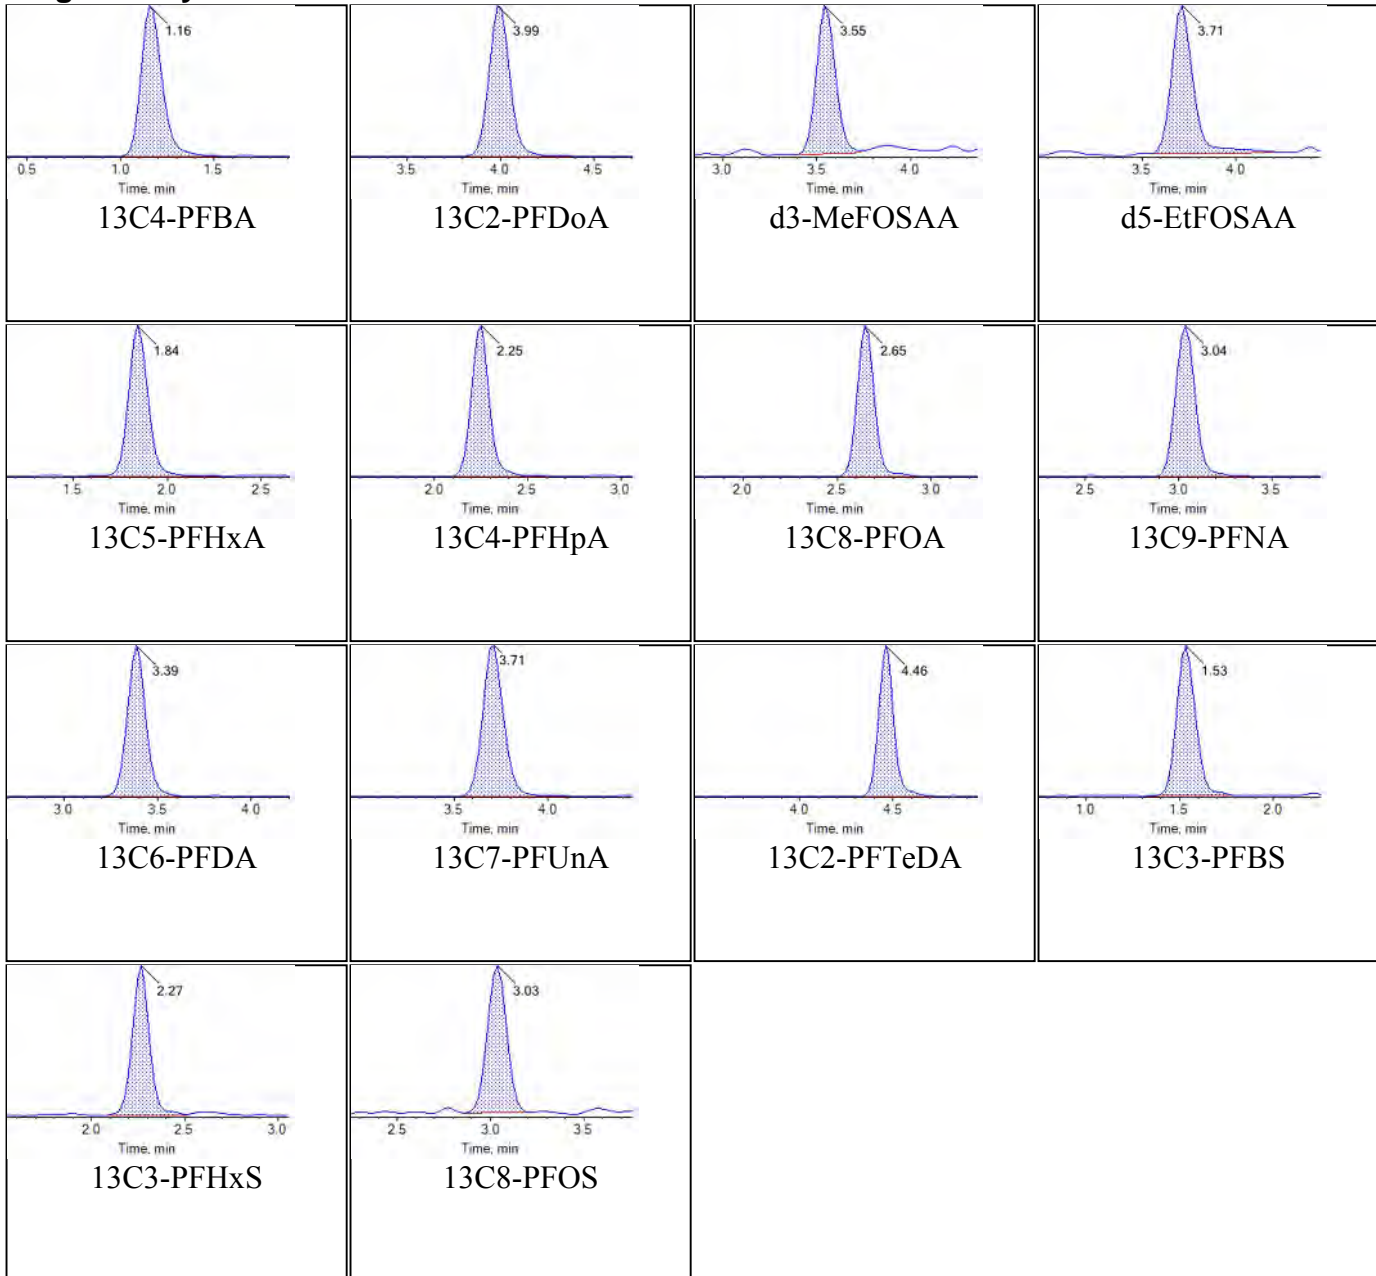 1.16
0.5 1.0 1.5
Time, min
13C4-PFBA
3.99
3.5 4.0 4.5
Time, min
13C2-PFDoA
3.55
3.0 3.5 4.0
Time, min
d3-MeFOSAA
3.71
3.5 4.0
Time, min
d5-EtFOSAA
1.84
1.5 2.0 2.5
Time, min
13C5-PFHxA
2.25
2.0 2.5 3.0
Time, min
13C4-PFHpA
2.65
2.0 2.5 3.0
Time, min
13C8-PFOA
3.04
2.5 3.0 3.5
Time, min
13C9-PFNA
3.39
3.0 3.5 4.0
Time, min
13C6-PFDA
3.71
3.5 4.0
Time, min
13C7-PFUnA
4.46
4.0 4.5
Time, min
13C2-PFTeDA
1.53
1.0 1.5 2.0
Time, min
13C3-PFBS
2.27
2.0 2.5 3.0
Time, min
13C3-PFHxS
3.03
2.5 3.0 3.5
Time, min
13C8-PFOS